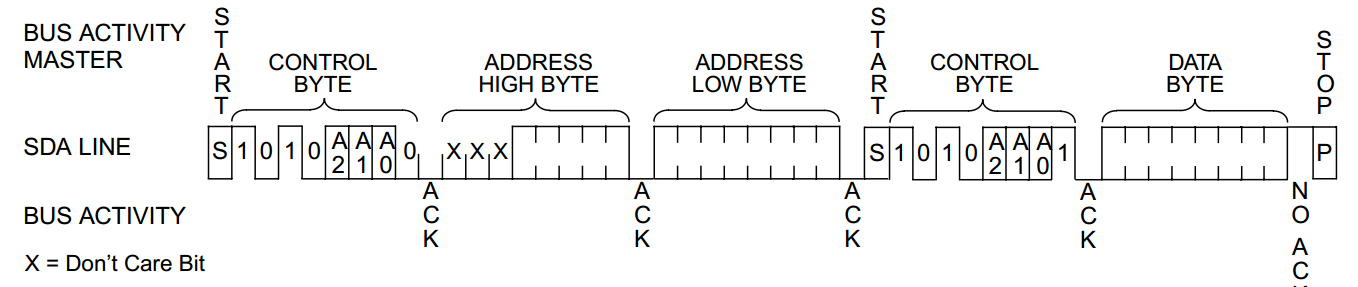 BUS ACTIVITY
MASTER
START
CONTROL
BYTE
ADDRESS
HIGH BYTE
ADDRESS
LOW BYTE
START
CONTROL
BYTE
DATA
BYTE
STOP
SDA LINE
S 1 0 1 0 A2 A1 A0 0 X X X S 1 0 1 0 A2 A1 A0 1 P
BUS ACTIVITY
ACK
ACK
ACK
ACK
NO AC
X = Don't Care Bit